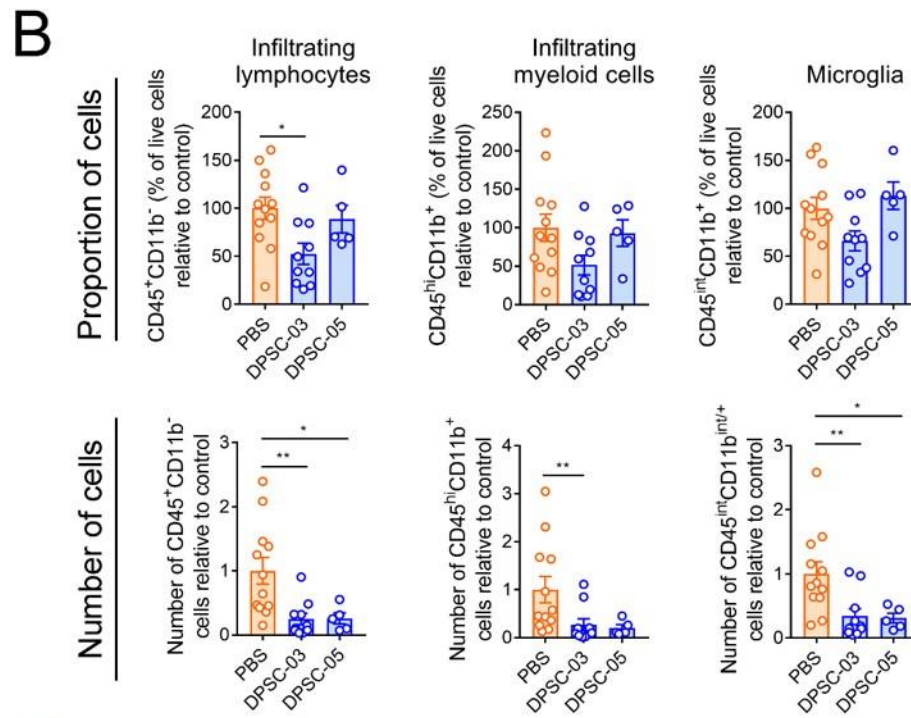 B
Infiltrating
lymphocytes
Infiltrating
myeloid cells
Microglia
Proportion of cells
CD45⁺CD11b⁻ (% of live cells
relative to control)
200
150
100
50
0
*
PBS
DPSC-03
DPSC-05
CD45ʰⁱCD11b⁺ (% of live cells
relative to control)
250
200
150
100
50
0
PBS
DPSC-03
DPSC-05
CD45ⁱⁿᵗCD11b⁺ (% of live cells
relative to control)
200
150
100
50
0
PBS
DPSC-03
DPSC-05
Number of cells
Number of CD45⁺CD11b⁻
cells relative to control
3
2
1
0
*
**
PBS
DPSC-03
DPSC-05
Number of CD45ʰⁱCD11b⁺
cells relative to control
4
3
2
1
0
**
PBS
DPSC-03
DPSC-05
Number of CD45ⁱⁿᵗCD11bⁱⁿᵗ/⁺
cells relative to control
3
2
1
0
*
**
PBS
DPSC-03
DPSC-05